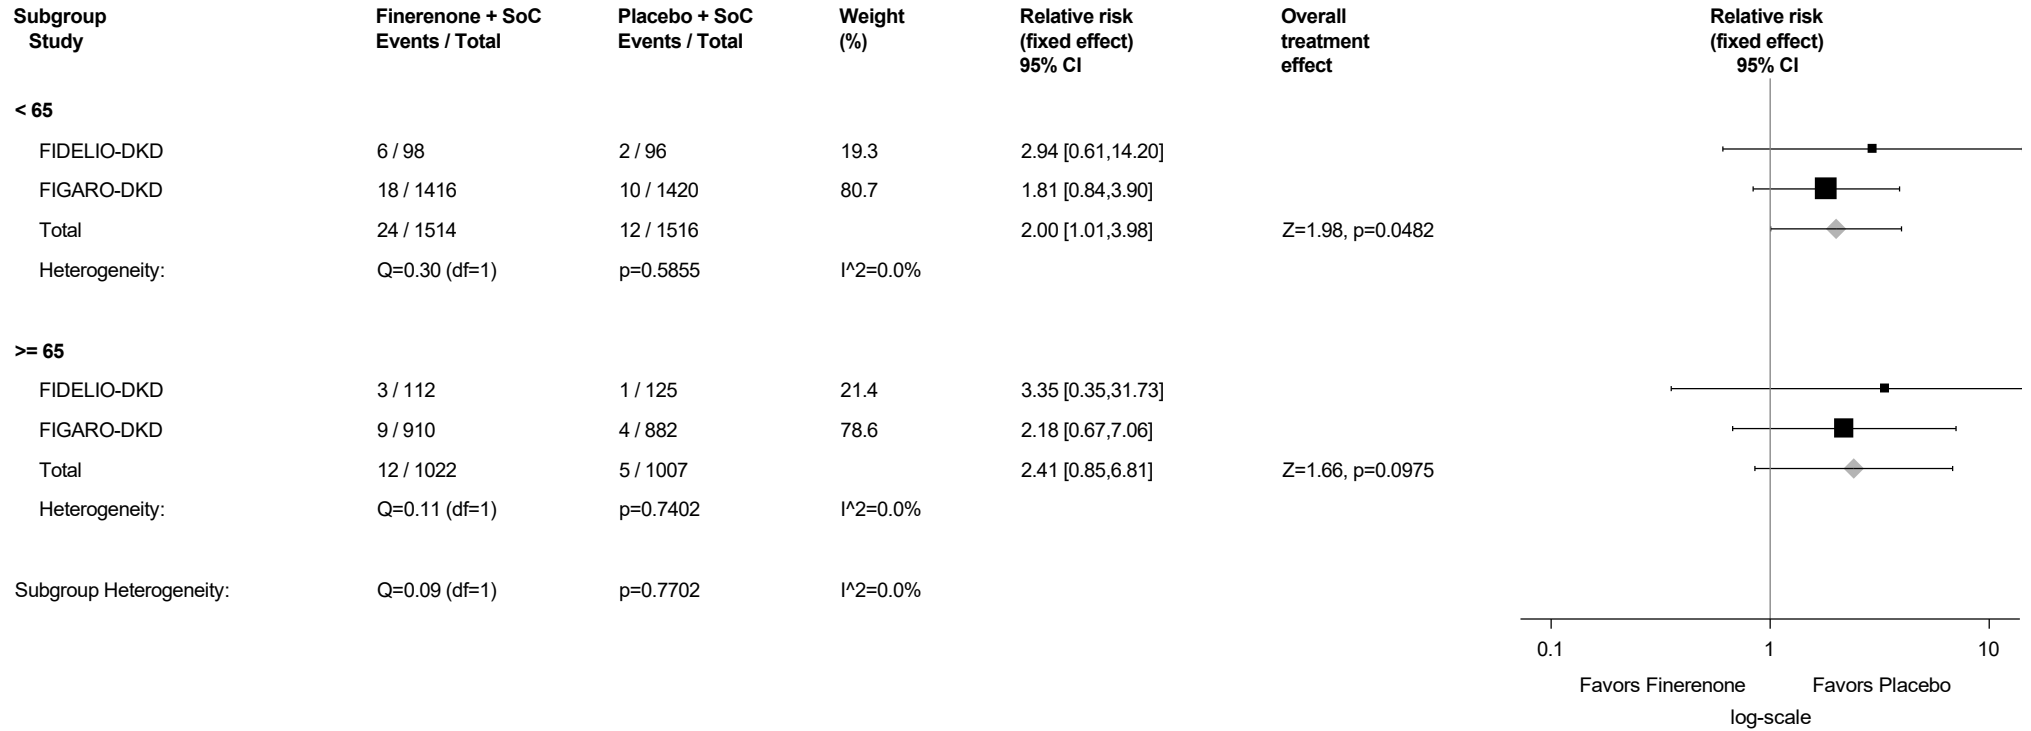 Subgroup Finerenone + SoC Placebo + SoC Weight Relative risk Overall Relative risk
Study Events / Total Events / Total (%) (fixed effect) treatment (fixed effect)
95% CI effect 95% CI
< 65
FIDELIO-DKD 6 / 98 2 / 96 19.3 2.94 [0.61,14.20]
FIGARO-DKD 18 / 1416 10 / 1420 80.7 1.81 [0.84,3.90]
Total 24 / 1514 12 / 1516 2.00 [1.01,3.98] Z=1.98, p=0.0482
Heterogeneity: Q=0.30 (df=1) p=0.5855 I^2=0.0%
>= 65
FIDELIO-DKD 3 / 112 1 / 125 21.4 3.35 [0.35,31.73]
FIGARO-DKD 9 / 910 4 / 882 78.6 2.18 [0.67,7.06]
Total 12 / 1022 5 / 1007 2.41 [0.85,6.81] Z=1.66, p=0.0975
Heterogeneity: Q=0.11 (df=1) p=0.7402 I^2=0.0%
Subgroup Heterogeneity: Q=0.09 (df=1) p=0.7702 I^2=0.0%
0.1 1 10
Favors Finerenone Favors Placebo
log-scale